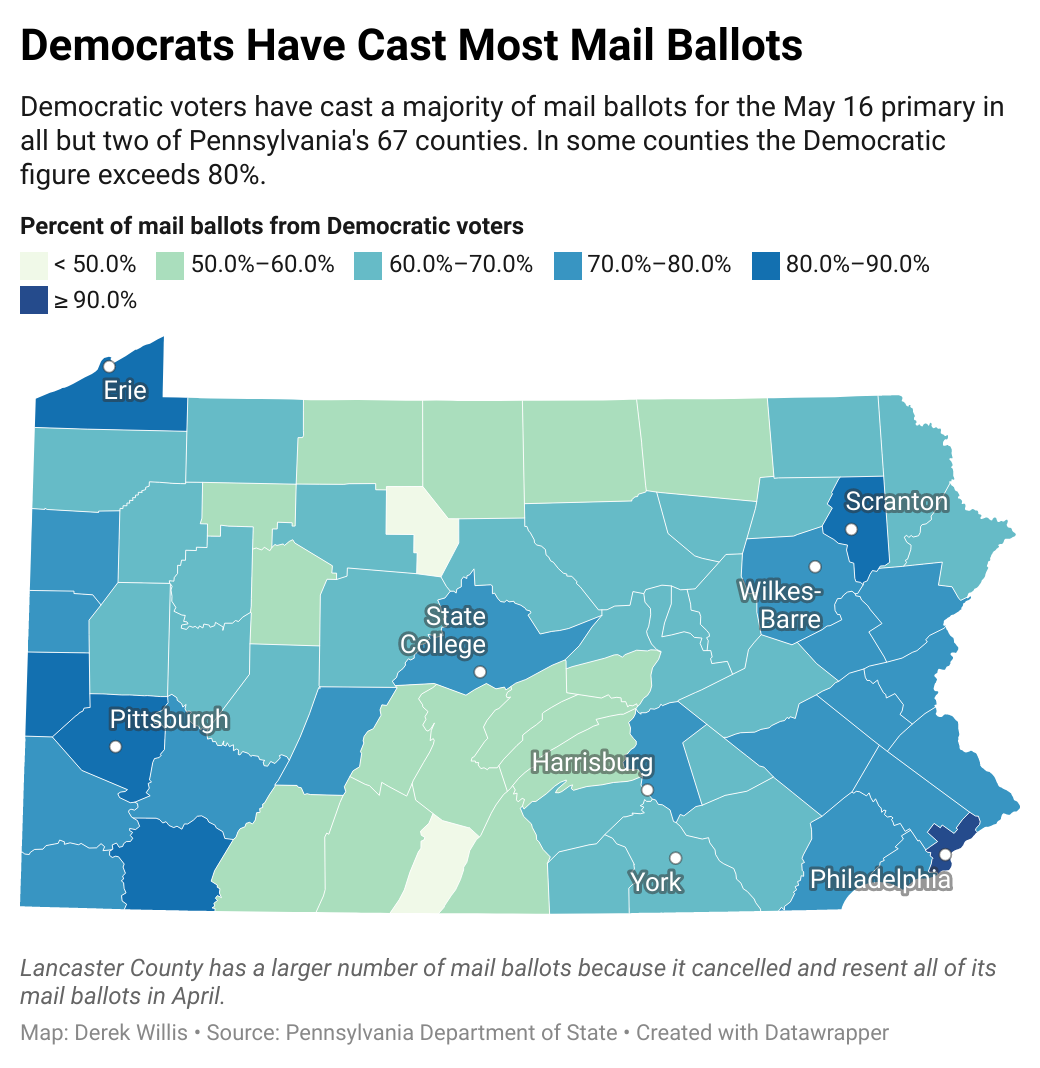 Democrats Have Cast Most Mail Ballots
Democratic voters have cast a majority of mail ballots for the May 16 primary in
all but two of Pennsylvania's 67 counties. In some counties the Democratic
figure exceeds 80%.
Percent of mail ballots from Democratic voters
< 50.0% 50.0%–60.0% 60.0%–70.0% 70.0%–80.0% 80.0%–90.0%
≥ 90.0%
Erie
Scranton
Wilkes-
Barre
State
College
Pittsburgh
Harrisburg
York
Philadelphia
Lancaster County has a larger number of mail ballots because it cancelled and resent all of its
mail ballots in April.
Map: Derek Willis • Source: Pennsylvania Department of State • Created with Datawrapper